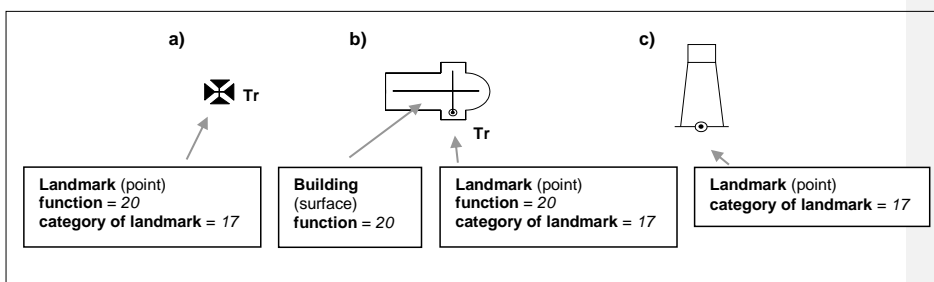 a)
b)
c)
Tr
Tr
Landmark (point)
function = 20
category of landmark = 17
Building
(surface)
function = 20
Landmark (point)
function = 20
category of landmark = 17
Landmark (point)
category of landmark = 17